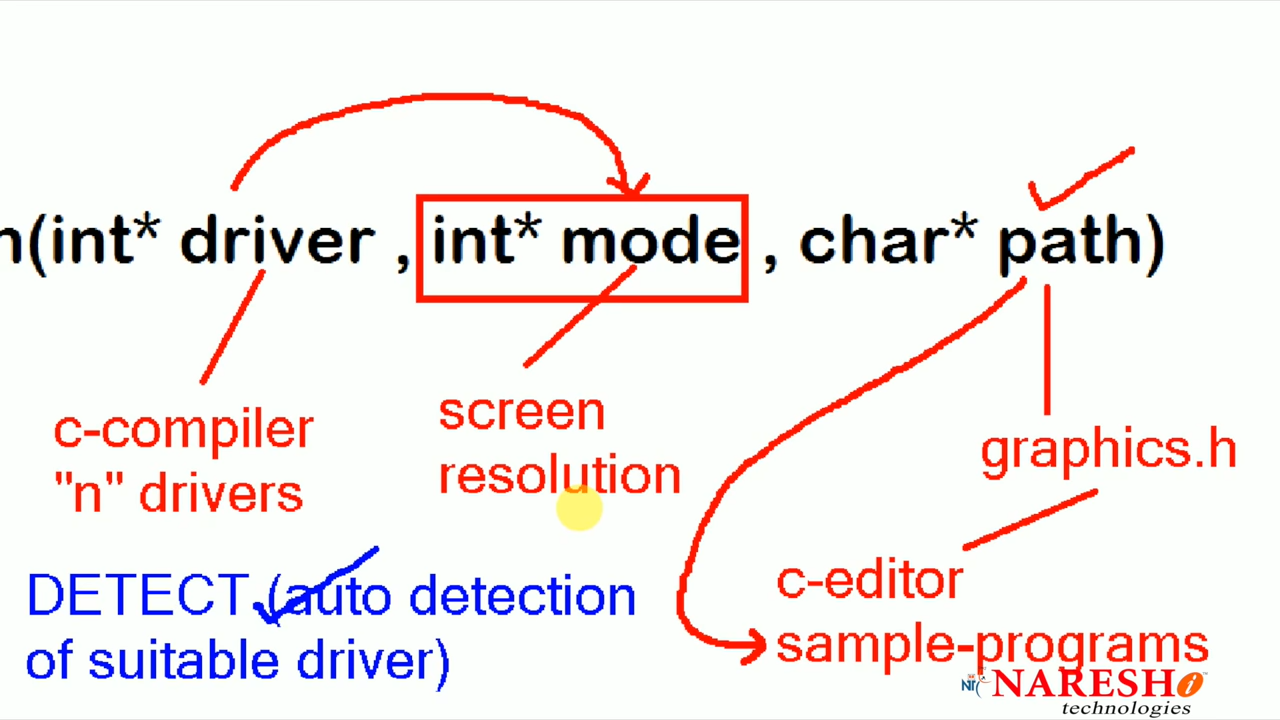 n(int* driver , int* mode , char* path)
c-compiler
"n" drivers
screen
resolution
graphics.h
DETECT (auto detection
of suitable driver)
c-editor
sample-programs
NARESH i
technologies